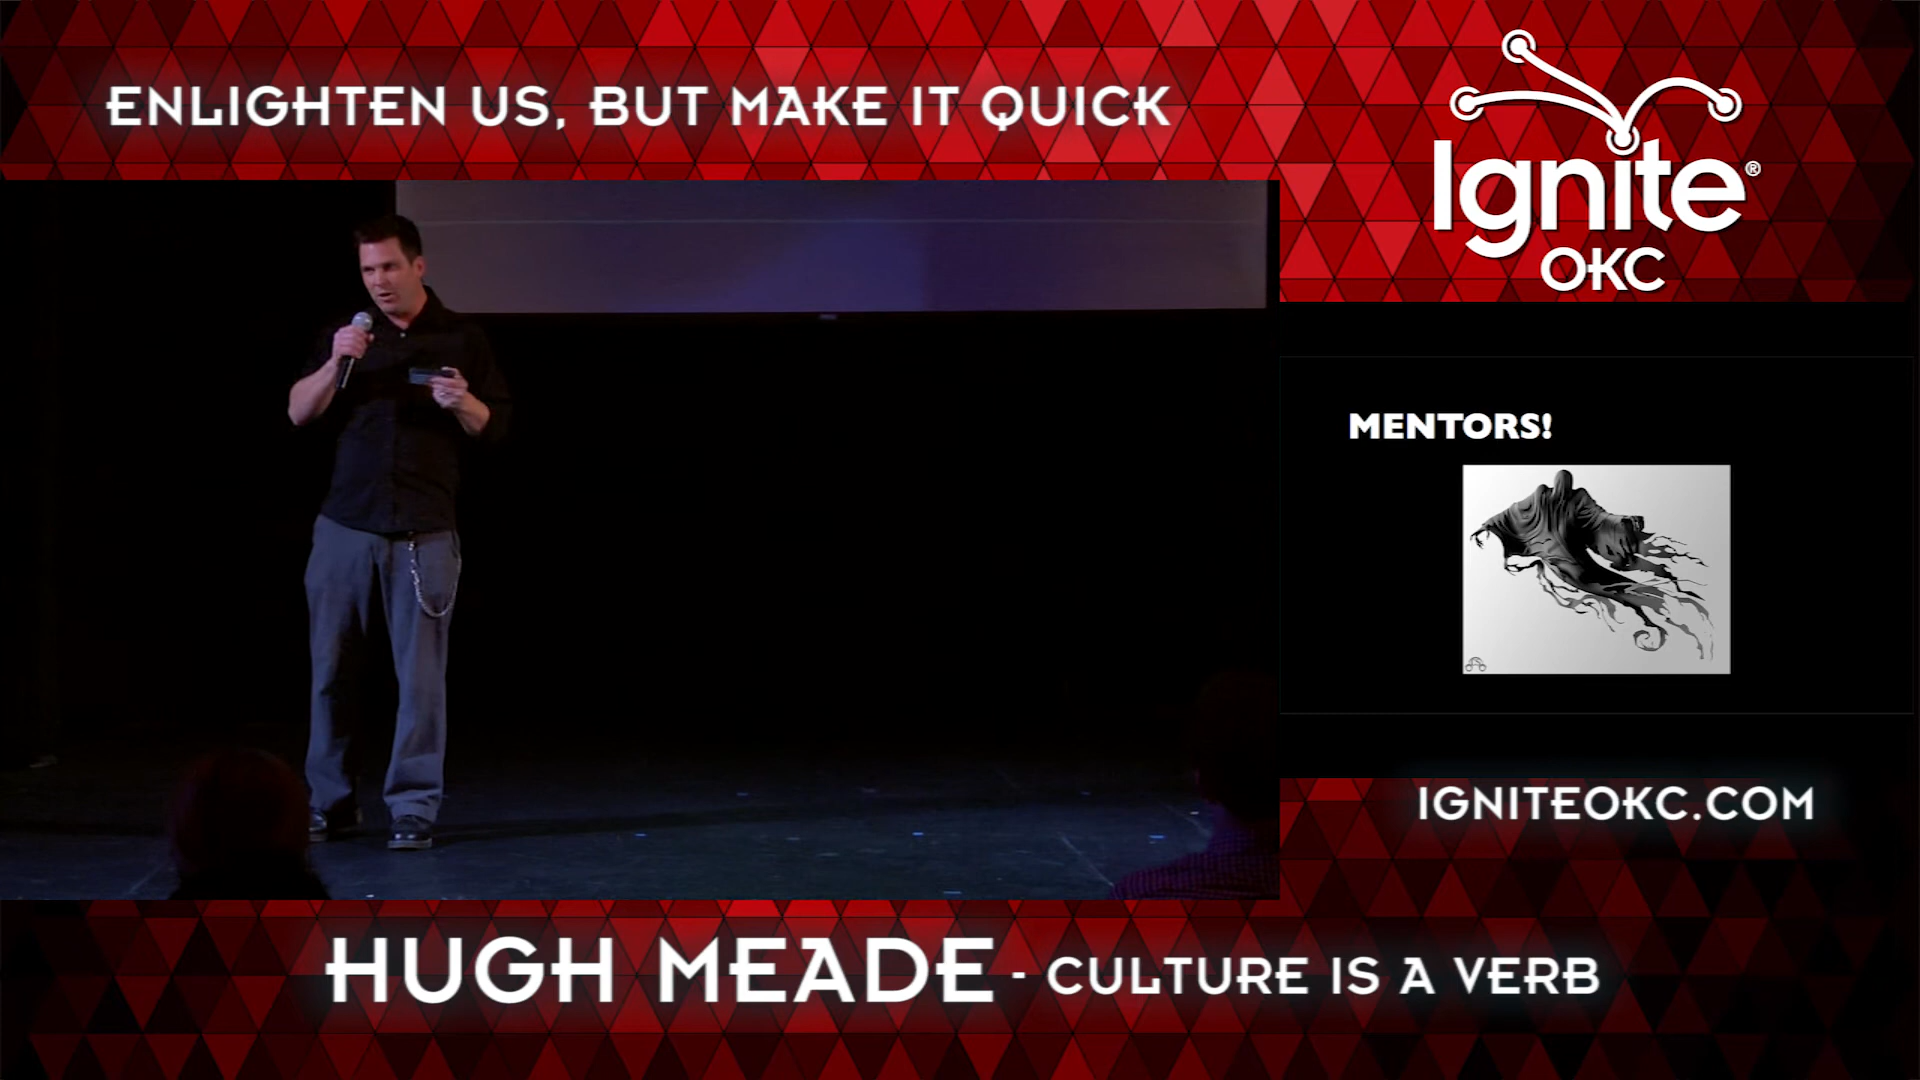 ENLIGHTEN US, BUT MAKE IT QUICK
Ignite®
OKC
MENTORS!
IGNITEOKC.COM
HUGH MEADE - CULTURE IS A VERB